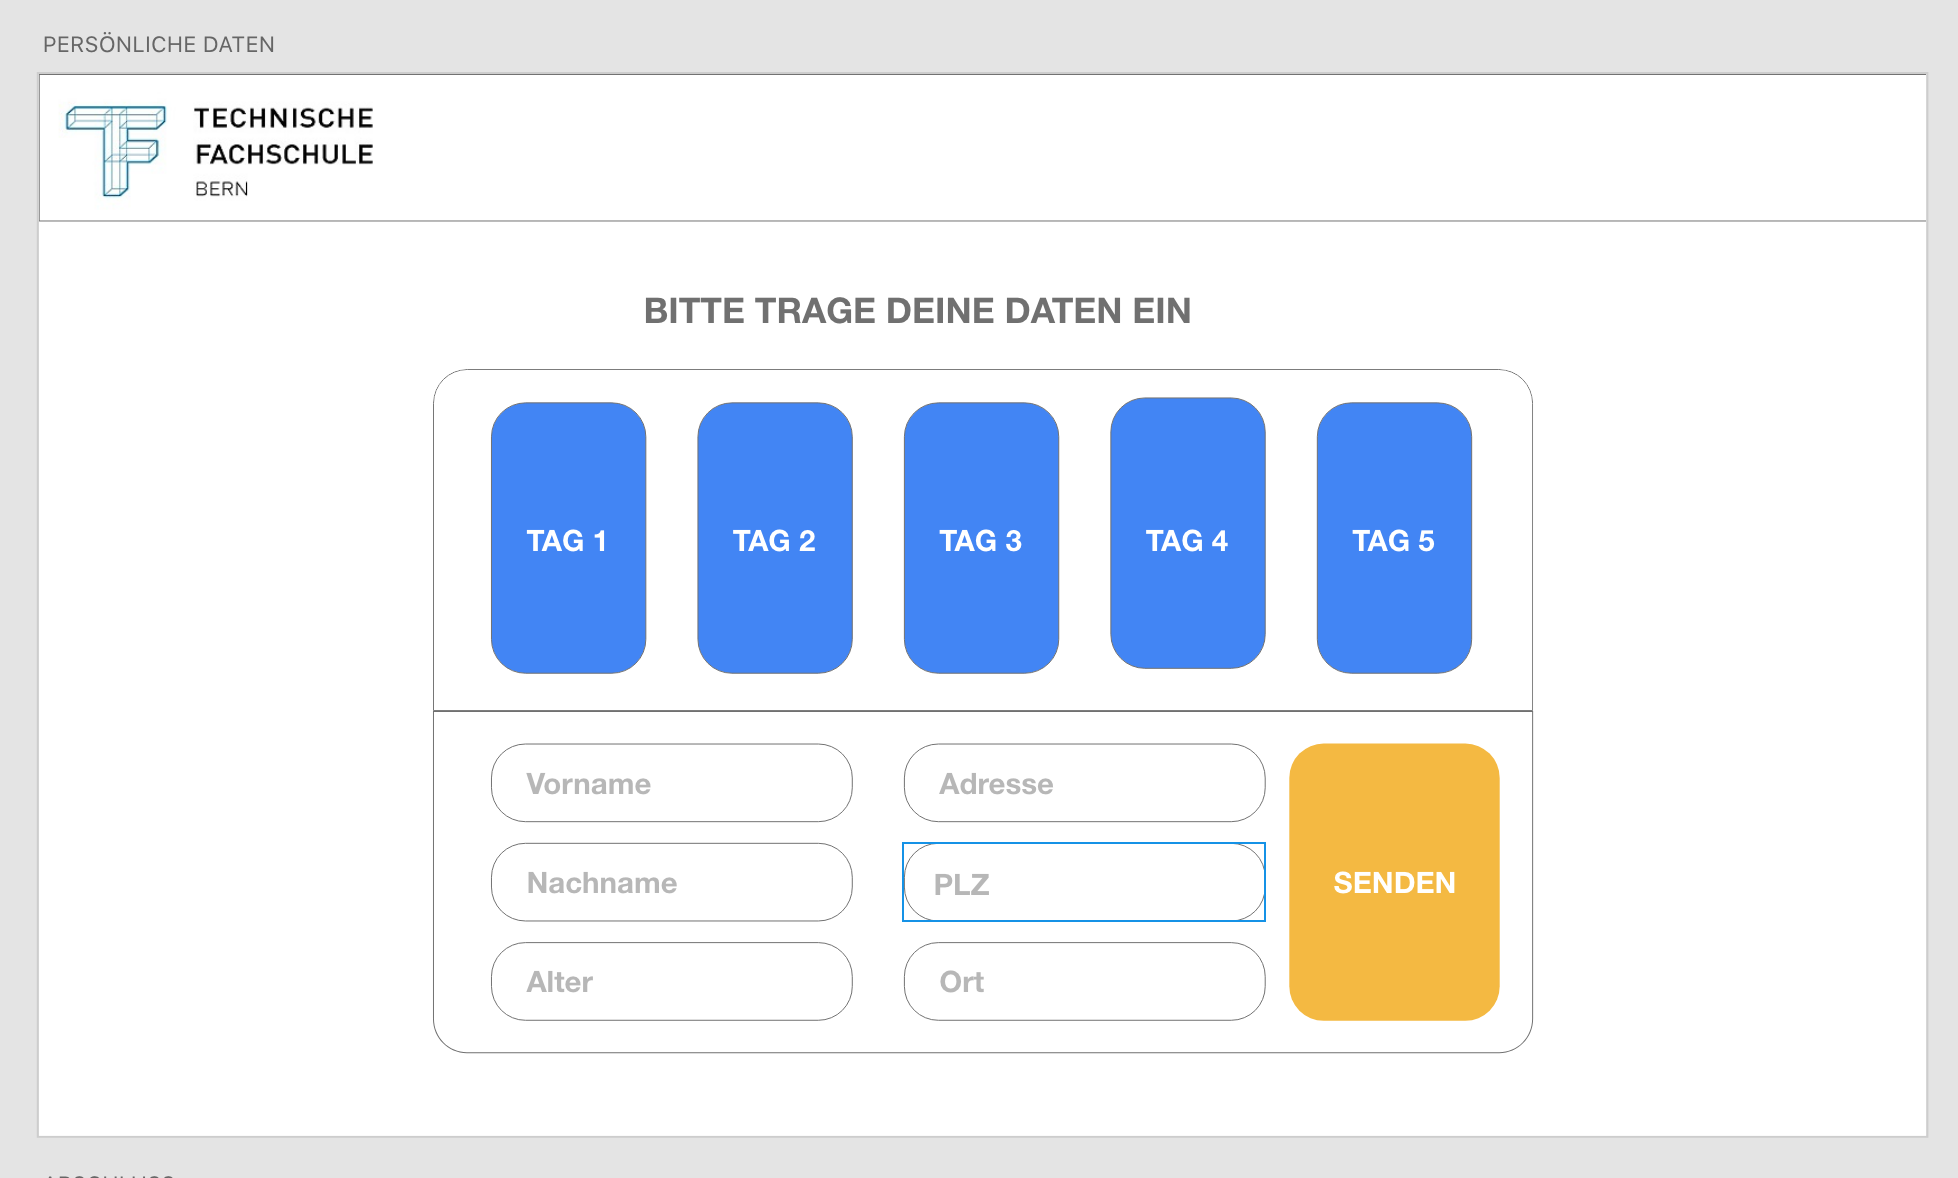 PERSÖNLICHE DATEN
TECHNISCHE
FACHSCHULE
BERN
BITTE TRAGE DEINE DATEN EIN
TAG 1
TAG 2
TAG 3
TAG 4
TAG 5
Vorname
Adresse
Nachname
PLZ
SENDEN
Alter
Ort